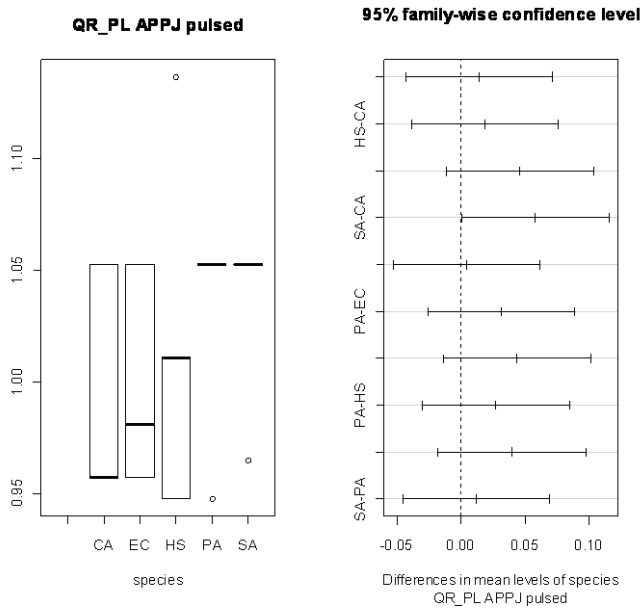 QR_PL APPJ pulsed
1.10
1.05
1.00
0.95
CA EC HS PA SA
species
95% family-wise confidence level
HS-CA
SA-CA
PA-EC
PA-HS
SA-PA
-0.05 0.00 0.05 0.10
Differences in mean levels of species
QR_PL APPJ pulsed